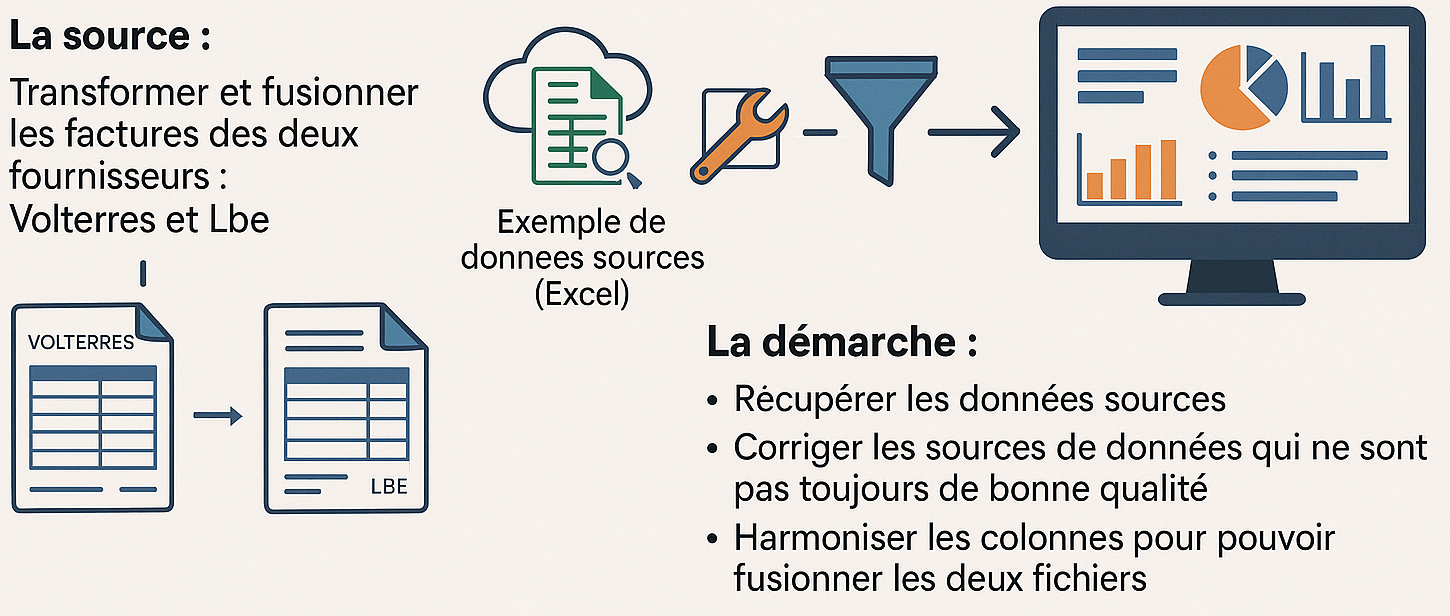 La source :
Transformer et fusionner
les factures des deux
fournisseurs :
Volterres et Lbe
VOLTERRES
LBE
Exemple de
donnees sources
(Excel)
La démarche :
• Récupérer les données sources
• Corriger les sources de données qui ne sont
pas toujours de bonne qualité
• Harmoniser les colonnes pour pouvoir
fusionner les deux fichiers